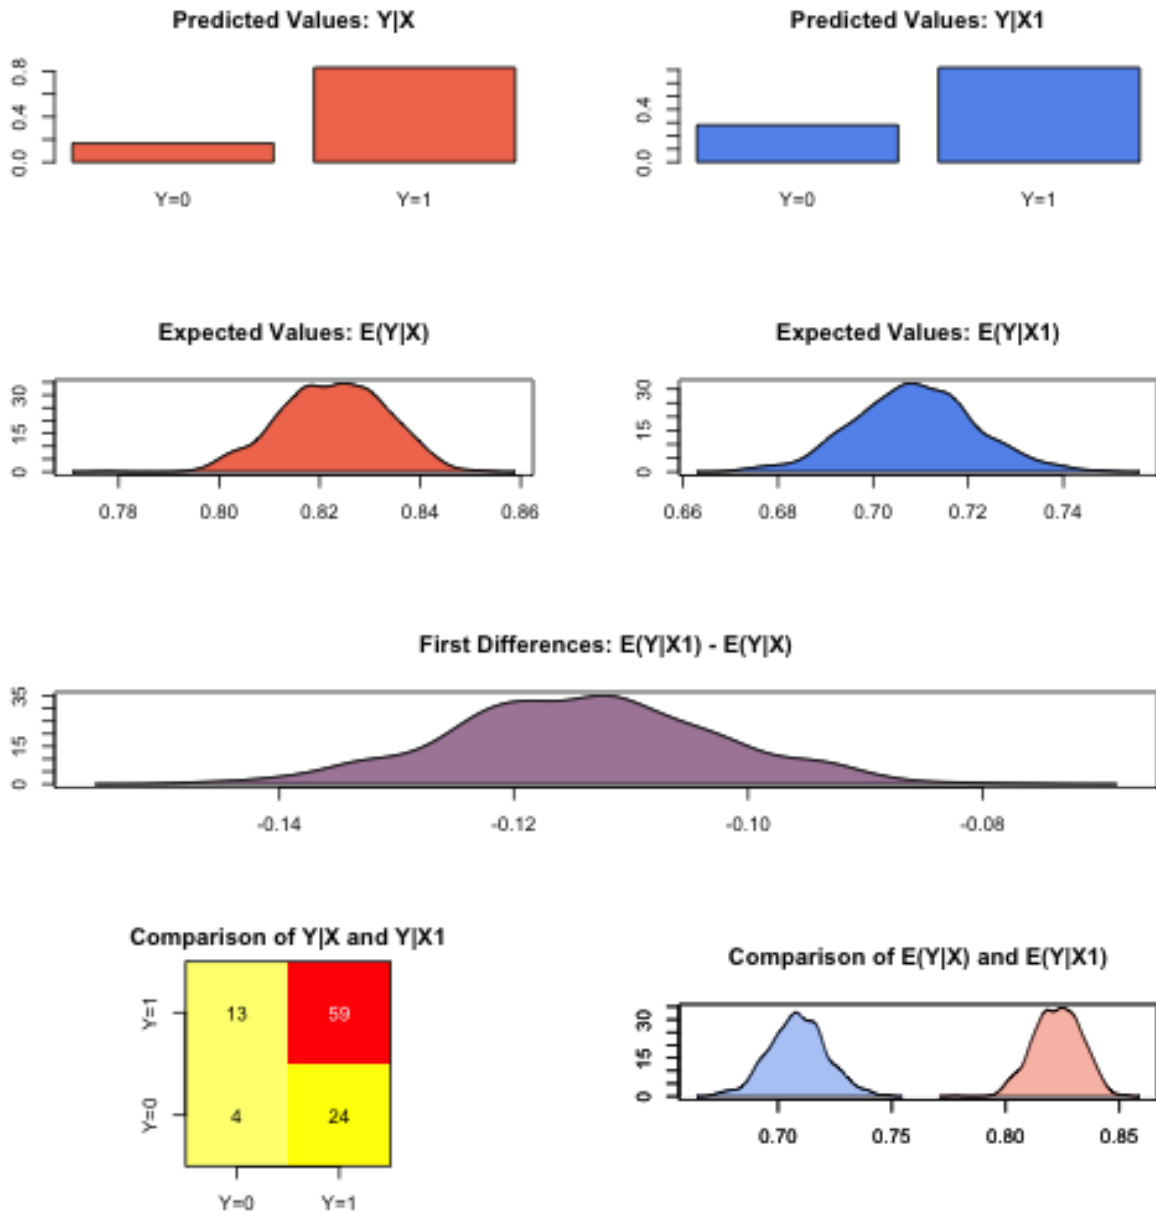 Predicted Values: Y|X
0.8
0.4
0.0
Y=0 Y=1
Predicted Values: Y|X1
0.4
0.0
Y=0 Y=1
Expected Values: E(Y|X)
30
15
0
0.78 0.80 0.82 0.84 0.86
Expected Values: E(Y|X1)
30
15
0
0.66 0.68 0.70 0.72 0.74
First Differences: E(Y|X1) - E(Y|X)
35
15
0
-0.14 -0.12 -0.10 -0.08
Comparison of Y|X and Y|X1
Y=1 13 59
Y=0 4 24
Y=0 Y=1
Comparison of E(Y|X) and E(Y|X1)
30
15
0
0.70 0.75 0.80 0.85